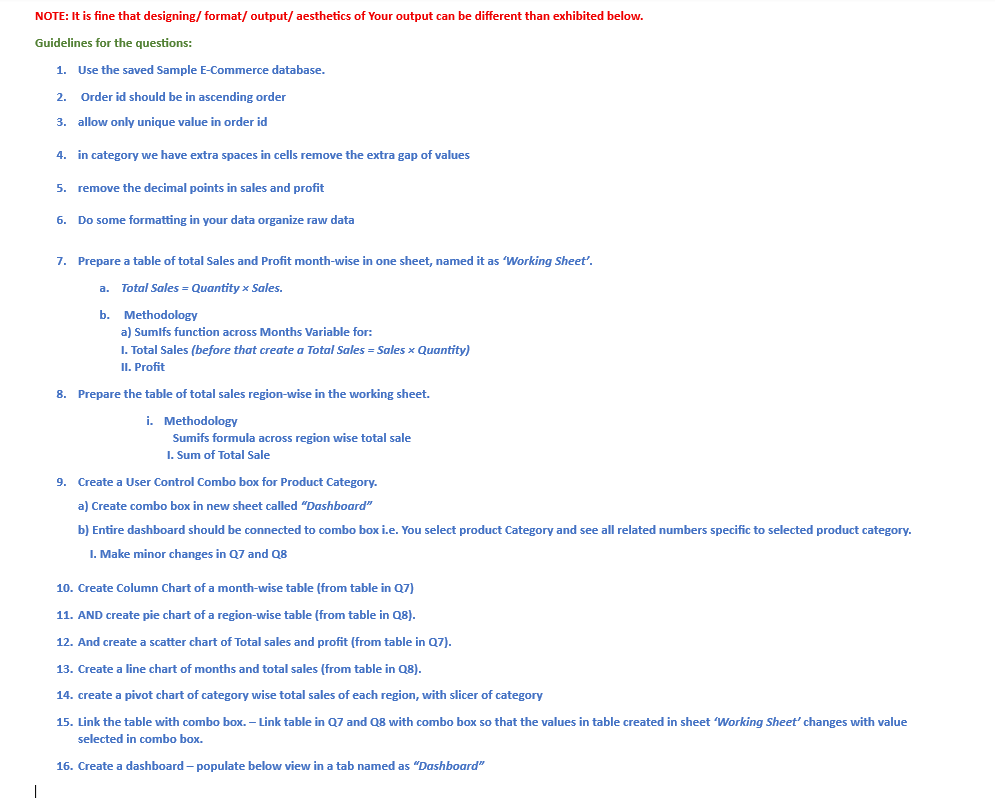 NOTE: It is fine that designing/ format/ output/ aesthetics of Your output can be different than exhibited below.
Guidelines for the questions:
1. Use the saved Sample E-Commerce database.
2. Order id should be in ascending order
3. allow only unique value in order id
4. in category we have extra spaces in cells remove the extra gap of values
5. remove the decimal points in sales and profit
6. Do some formatting in your data organize raw data
7. Prepare a table of total Sales and Profit month-wise in one sheet, named it as ‘Working Sheet’.
a. Total Sales = Quantity × Sales.
b. Methodology
a) SumIfs function across Months Variable for:
I. Total Sales (before that create a Total Sales = Sales × Quantity)
II. Profit
8. Prepare the table of total sales region-wise in the working sheet.
i. Methodology
Sumifs formula across region wise total sale
I. Sum of Total Sale
9. Create a User Control Combo box for Product Category.
a) Create combo box in new sheet called “Dashboard”
b) Entire dashboard should be connected to combo box i.e. You select product Category and see all related numbers specific to selected product category.
I. Make minor changes in Q7 and Q8
10. Create Column Chart of a month-wise table (from table in Q7)
11. AND create pie chart of a region-wise table (from table in Q8).
12. And create a scatter chart of Total sales and profit (from table in Q7).
13. Create a line chart of months and total sales (from table in Q8).
14. create a pivot chart of category wise total sales of each region, with slicer of category
15. Link the table with combo box. – Link table in Q7 and Q8 with combo box so that the values in table created in sheet ‘Working Sheet’ changes with value
selected in combo box.
16. Create a dashboard – populate below view in a tab named as “Dashboard”